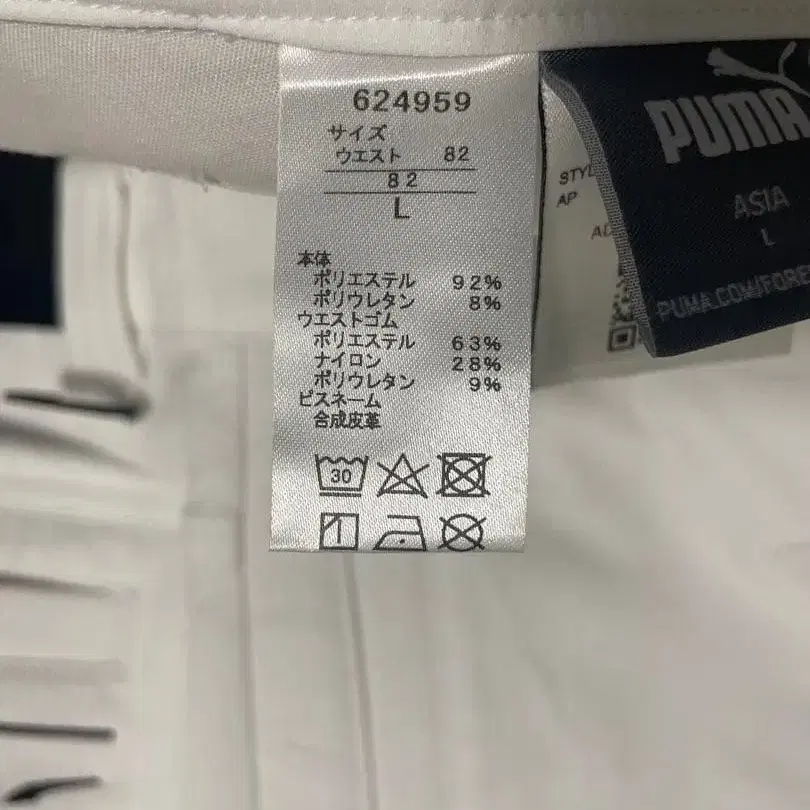 624959
サイズ
ウエスト 82
82
L
本体
ポリエステル 92%
ポリウレタン 8%
ウエストゴム
ポリエステル 63%
ナイロン 28%
ポリウレタン 9%
ピスネーム
合成皮革
30
STYL
AP
AD
PUMA
ASIA
L
PUMA.COM/FORE